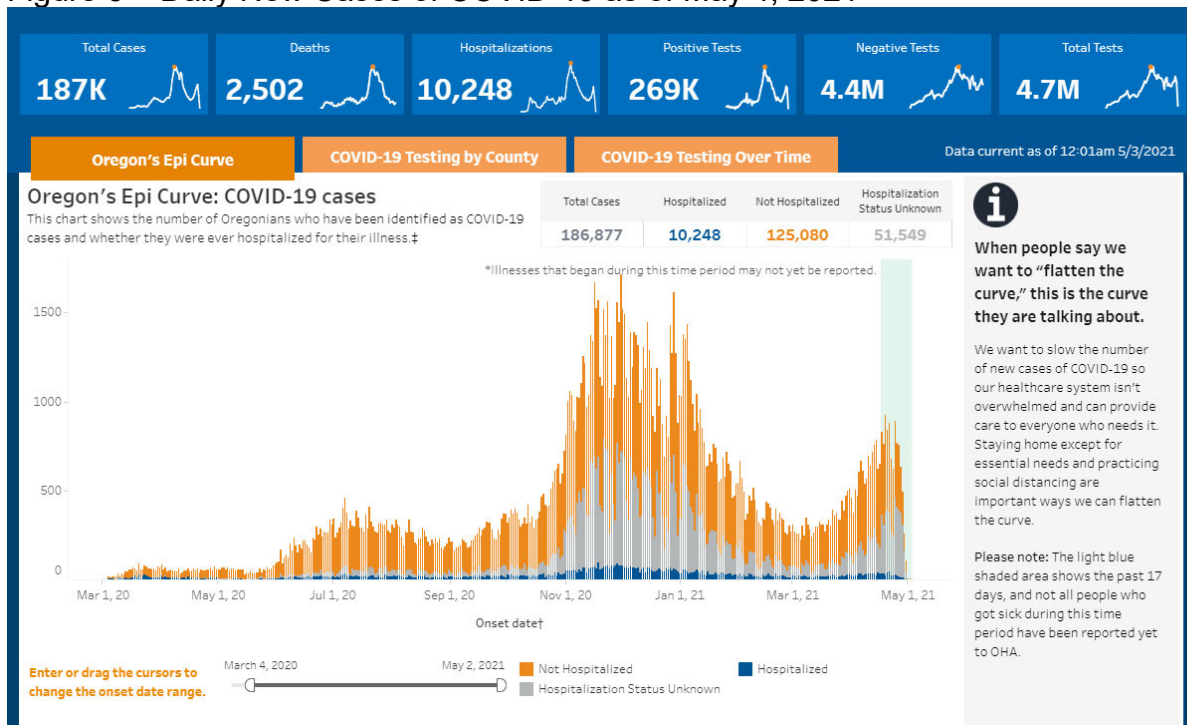 Total Cases
187K
Deaths
2,502
Hospitalizations
10,248
Positive Tests
269K
Negative Tests
4.4M
Total Tests
4.7M
Oregon's Epi Curve
COVID-19 Testing by County
COVID-19 Testing Over Time
Data current as of 12:01am 5/3/2021
Oregon's Epi Curve: COVID-19 cases
This chart shows the number of Oregonians who have been identified as COVID-19
cases and whether they were ever hospitalized for their illness.‡
Total Cases
Hospitalized
Not Hospitalized
Hospitalization
Status Unknown
186,877
10,248
125,080
51,549
*Illnesses that began during this time period may not yet be reported.
1500
1000
500
0
Mar 1, 20
May 1, 20
Jul 1, 20
Sep 1, 20
Nov 1, 20
Jan 1, 21
Mar 1, 21
May 1, 21
Onset date†
Enter or drag the cursors to
change the onset date range.
March 4, 2020
May 2, 2021
Not Hospitalized
Hospitalized
Hospitalization Status Unknown
When people say we
want to "flatten the
curve," this is the curve
they are talking about.
We want to slow the number
of new cases of COVID-19 so
our healthcare system isn't
overwhelmed and can provide
care to everyone who needs it.
Staying home except for
essential needs and practicing
social distancing are
important ways we can flatten
the curve.
Please note: The light blue
shaded area shows the past 17
days, and not all people who
got sick during this time
period have been reported yet
to OHA.